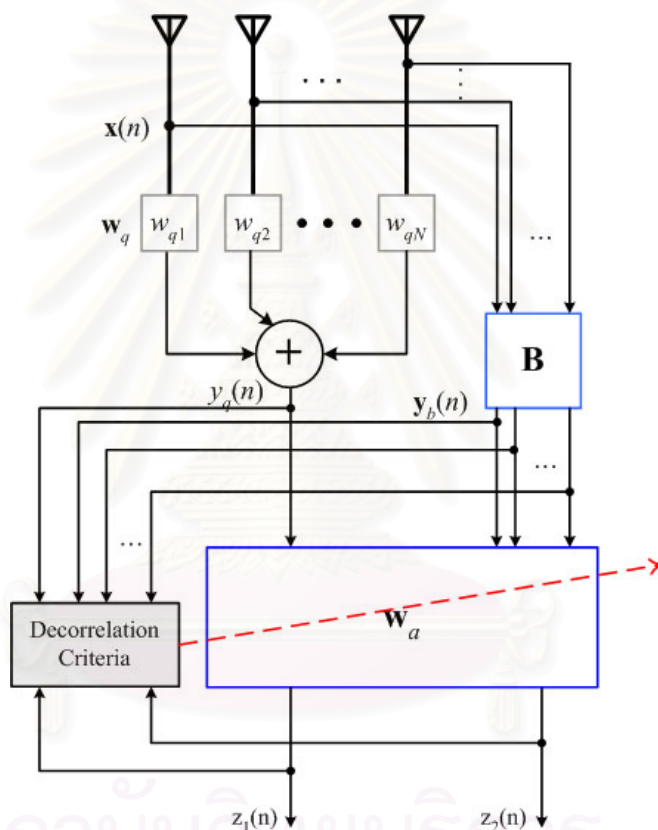 . . .
x(n)
w_q w_q1 w_q2 • • • w_qN
...
+
B
y_q(n) y_b(n)
...
...
Decorrelation
Criteria
w_a
z_1(n) z_2(n)